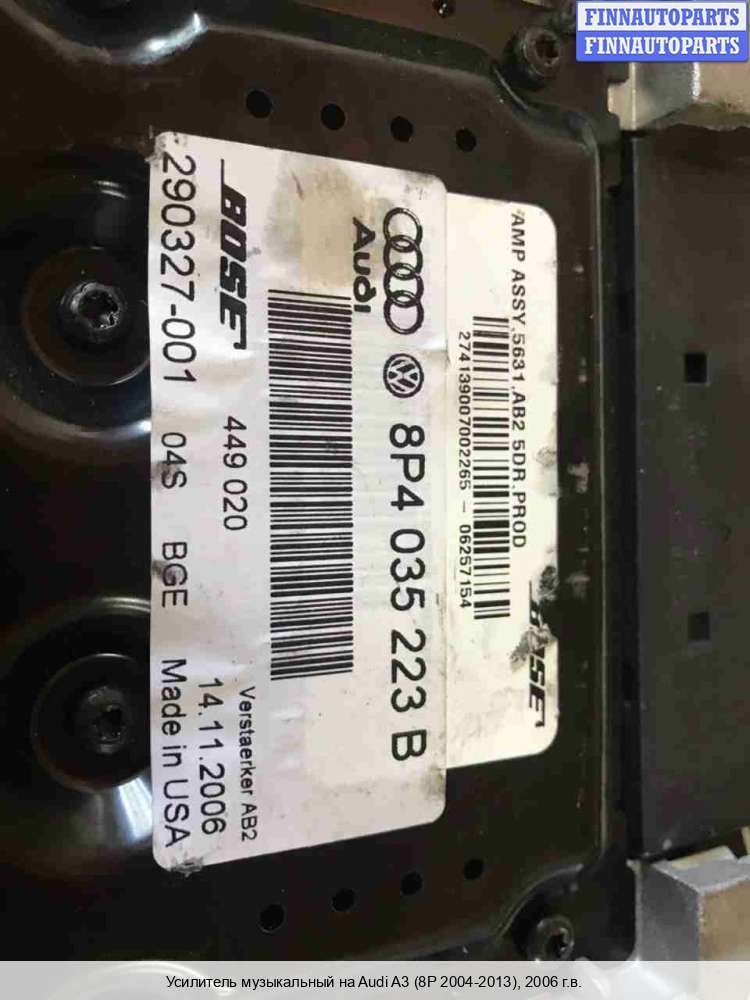 FINNAUTOPARTS
FINNAUTOPARTS
AMP ASSY,5631,AB2 5DR,PROD
274139007002265 - 06257154
BOSE
Audi
8P4 035 223 B
BOSE
449 020
Verstaerker AB2
14.11.2006
290327-001 04S BGE Made in USA
Усилитель музыкальный на Audi A3 (8P 2004-2013), 2006 г.в.